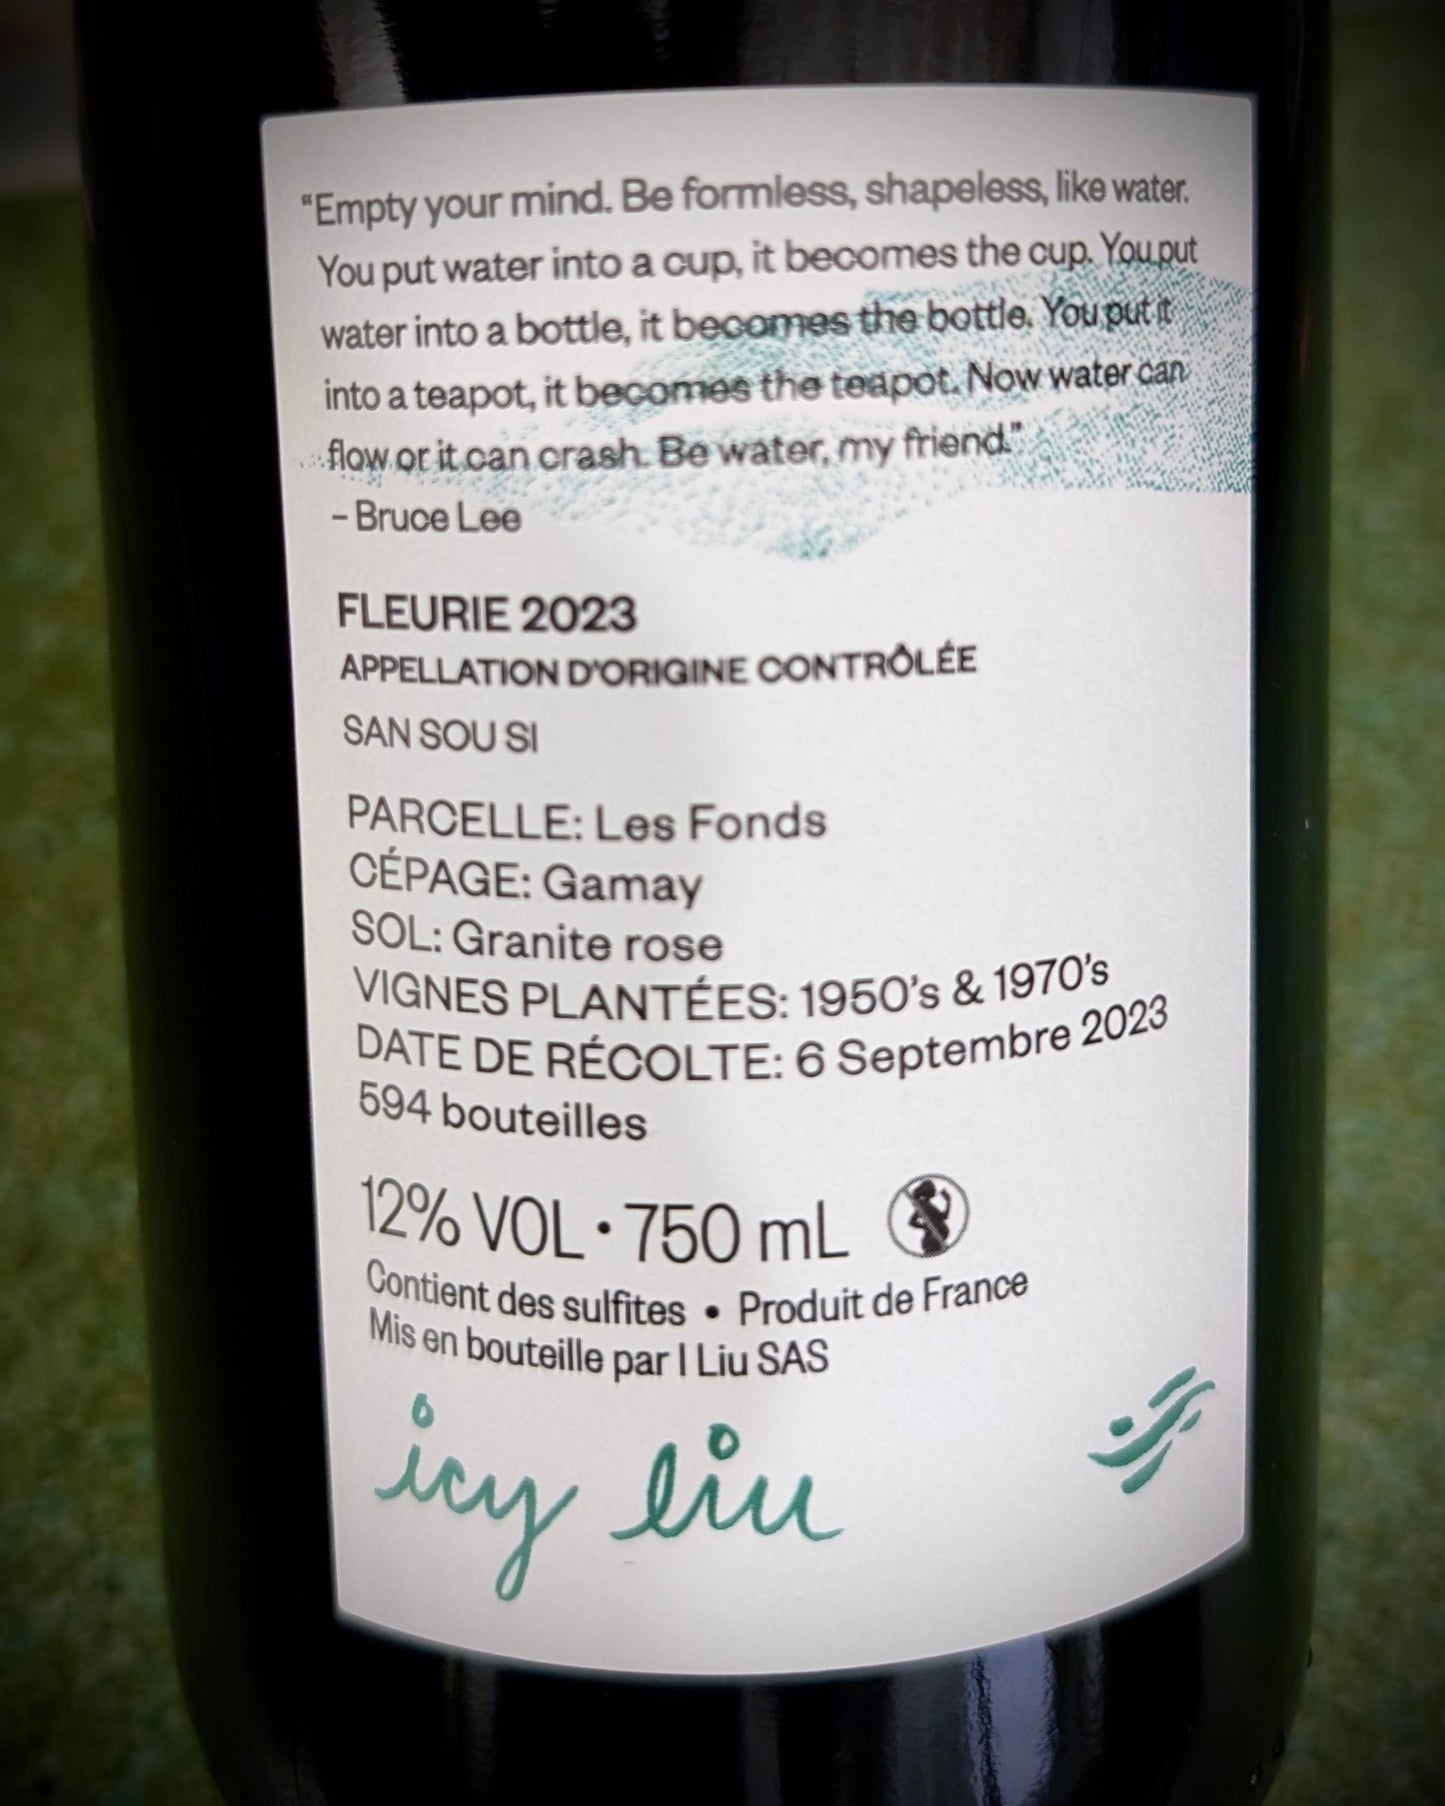 “Empty your mind. Be formless, shapeless, like water.
You put water into a cup, it becomes the cup. You put
water into a bottle, it becomes the bottle. You put it
into a teapot, it becomes the teapot. Now water can
flow or it can crash. Be water, my friend.”
– Bruce Lee
FLEURIE 2023
APPELLATION D'ORIGINE CONTRÔLÉE
SAN SOU SI
PARCELLE: Les Fonds
CÉPAGE: Gamay
SOL: Granite rose
VIGNES PLANTÉES: 1950’s & 1970’s
DATE DE RÉCOLTE: 6 Septembre 2023
594 bouteilles
12% VOL • 750 mL
Contient des sulfites • Produit de France
Mis en bouteille par I Liu SAS
icy liu